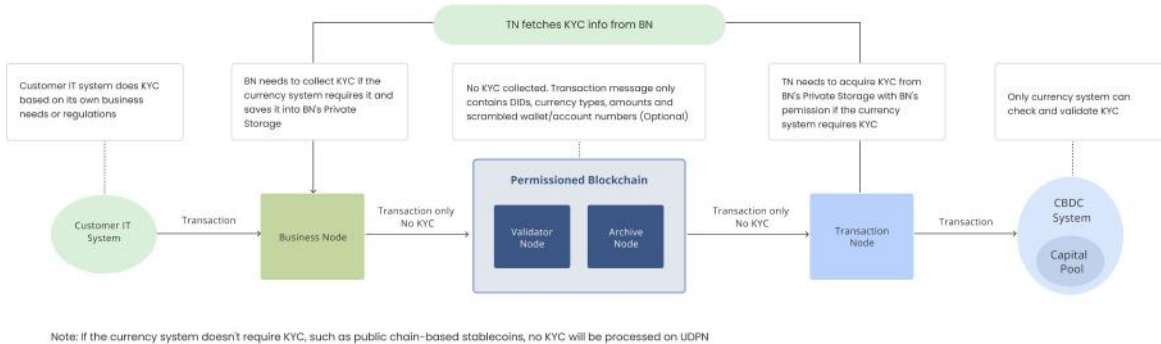 TN fetches KYC info from BN
Customer IT system does KYC
based on its own business
needs or regulations
BN needs to collect KYC if the
currency system requires it and
saves it into BN's Private
Storage
No KYC collected. Transaction message only
contains DIDs, currency types, amounts and
scrambled wallet/account numbers (Optional)
TN needs to acquire KYC from
BN's Private Storage with BN's
pemission if the currency
system requires KYC
Only currency system can
check and validate KYC
Customer IT
System
Transaction
Business Node
Transaction only
No KYC
Permissioned Blockchain
Validator
Node
Archive
Node
Transaction only
No KYC
Transaction
Node
Transaction
CBDC
System
Capital
Pool
Note: If the currency system doesn't require KYC, such as public chain-based stablecoins, no KYC will be processed on UDPN